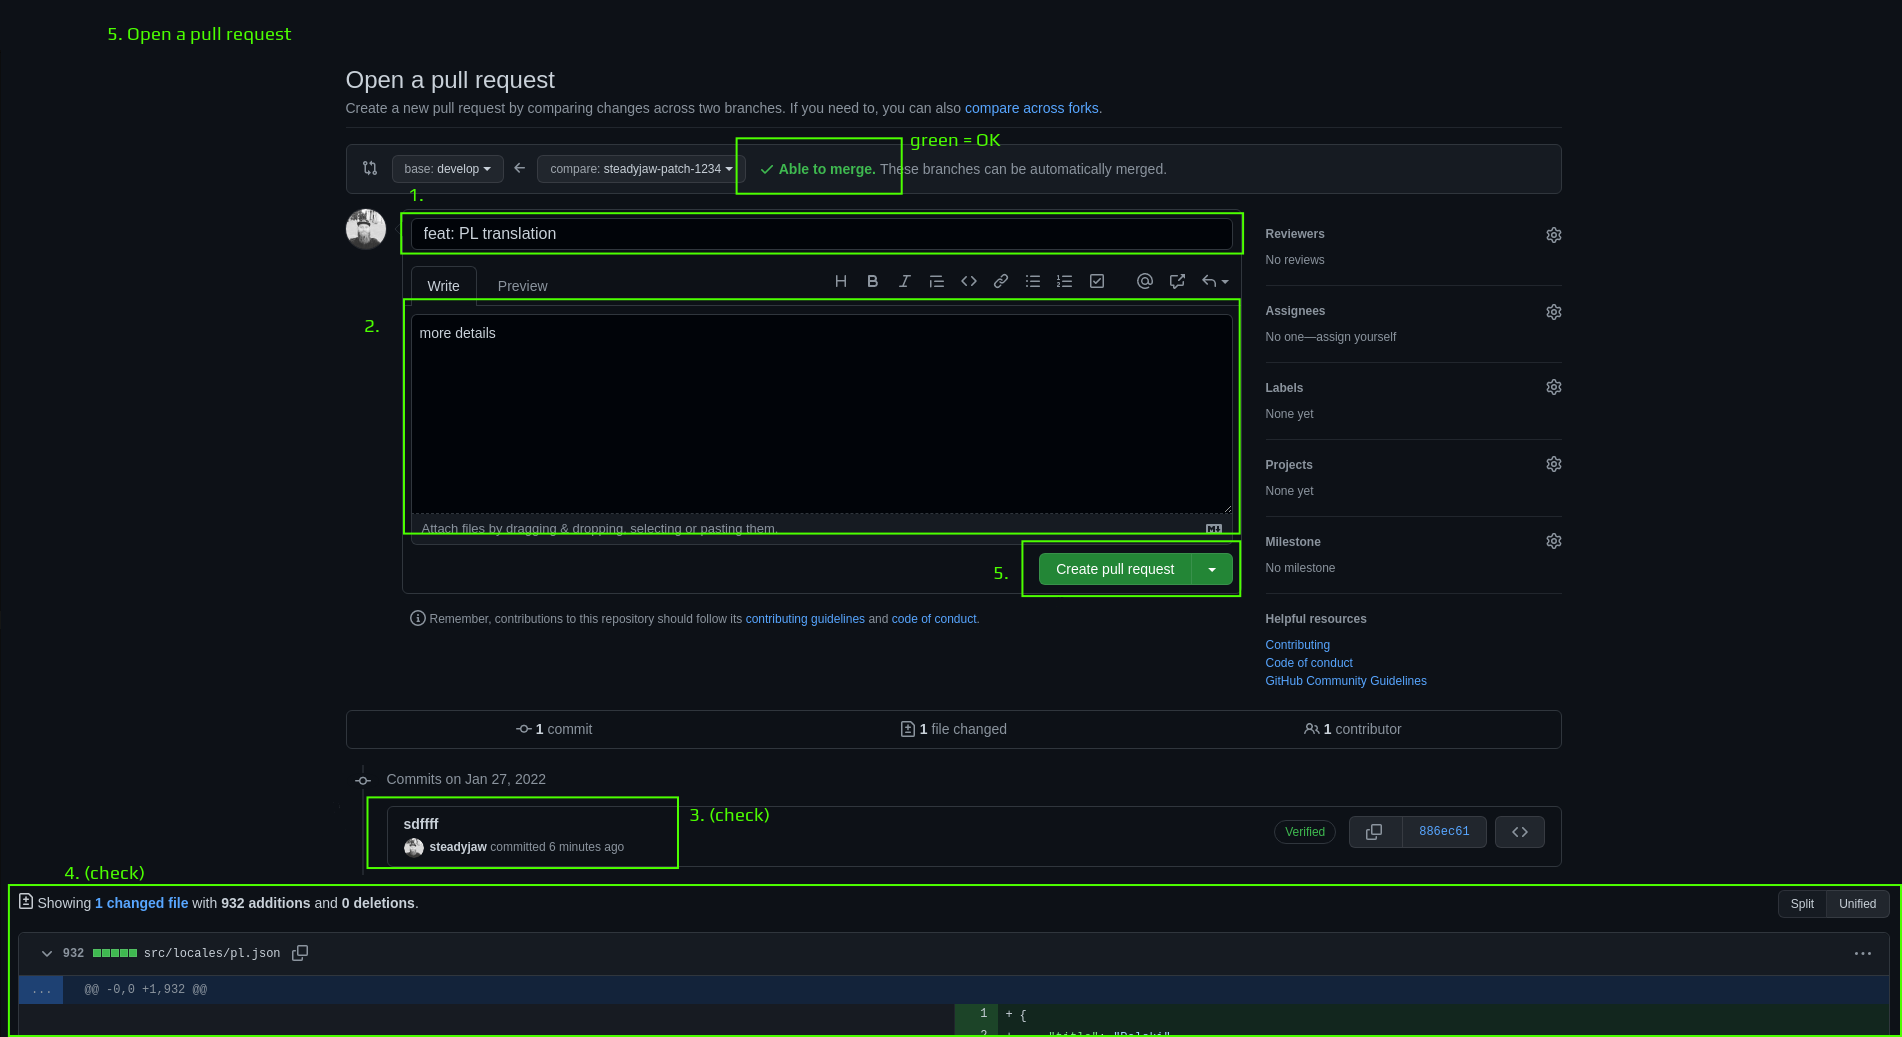 5. Open a pull request
Open a pull request
Create a new pull request by comparing changes across two branches. If you need to, you can also compare across forks.
green = OK
base: develop
compare: steadyjaw-patch-1234
Able to merge. These branches can be automatically merged.
1.
feat: PL translation
Write
Preview
2.
more details
Attach files by dragging & dropping, selecting or pasting them.
5.
Create pull request
Remember, contributions to this repository should follow its contributing guidelines and code of conduct.
Reviewers
No reviews
Assignees
No one—assign yourself
Labels
None yet
Projects
None yet
Milestone
No milestone
Helpful resources
Contributing
Code of conduct
GitHub Community Guidelines
1 commit
1 file changed
1 contributor
Commits on Jan 27, 2022
sdffff
steadyjaw committed 6 minutes ago
3. (check)
Verified
886ec61
4. (check)
Showing 1 changed file with 932 additions and 0 deletions.
Split
Unified
932 src/locales/pl.json
...
@@ -0,0 +1,932 @@
1 + {
2 + "title": "Polski"